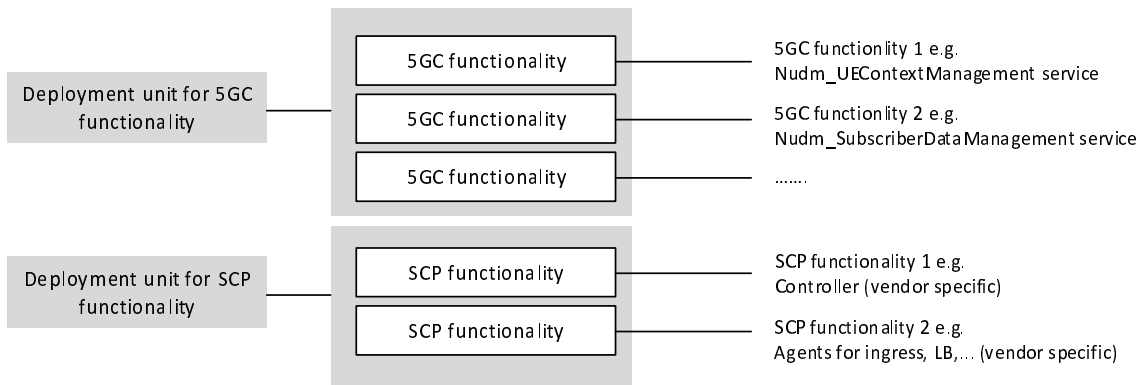 Deployment unit for 5GC
functionality
5GC functionality
5GC functionality
5GC functionality
5GC functionlity 1 e.g.
Nudm_UEContextManagement service
5GC functionality 2 e.g.
Nudm_SubscriberDataManagement service
.......
Deployment unit for SCP
functionality
SCP functionality
SCP functionality
SCP functionality 1 e.g.
Controller (vendor specific)
SCP functionality 2 e.g.
Agents for ingress, LB,... (vendor specific)